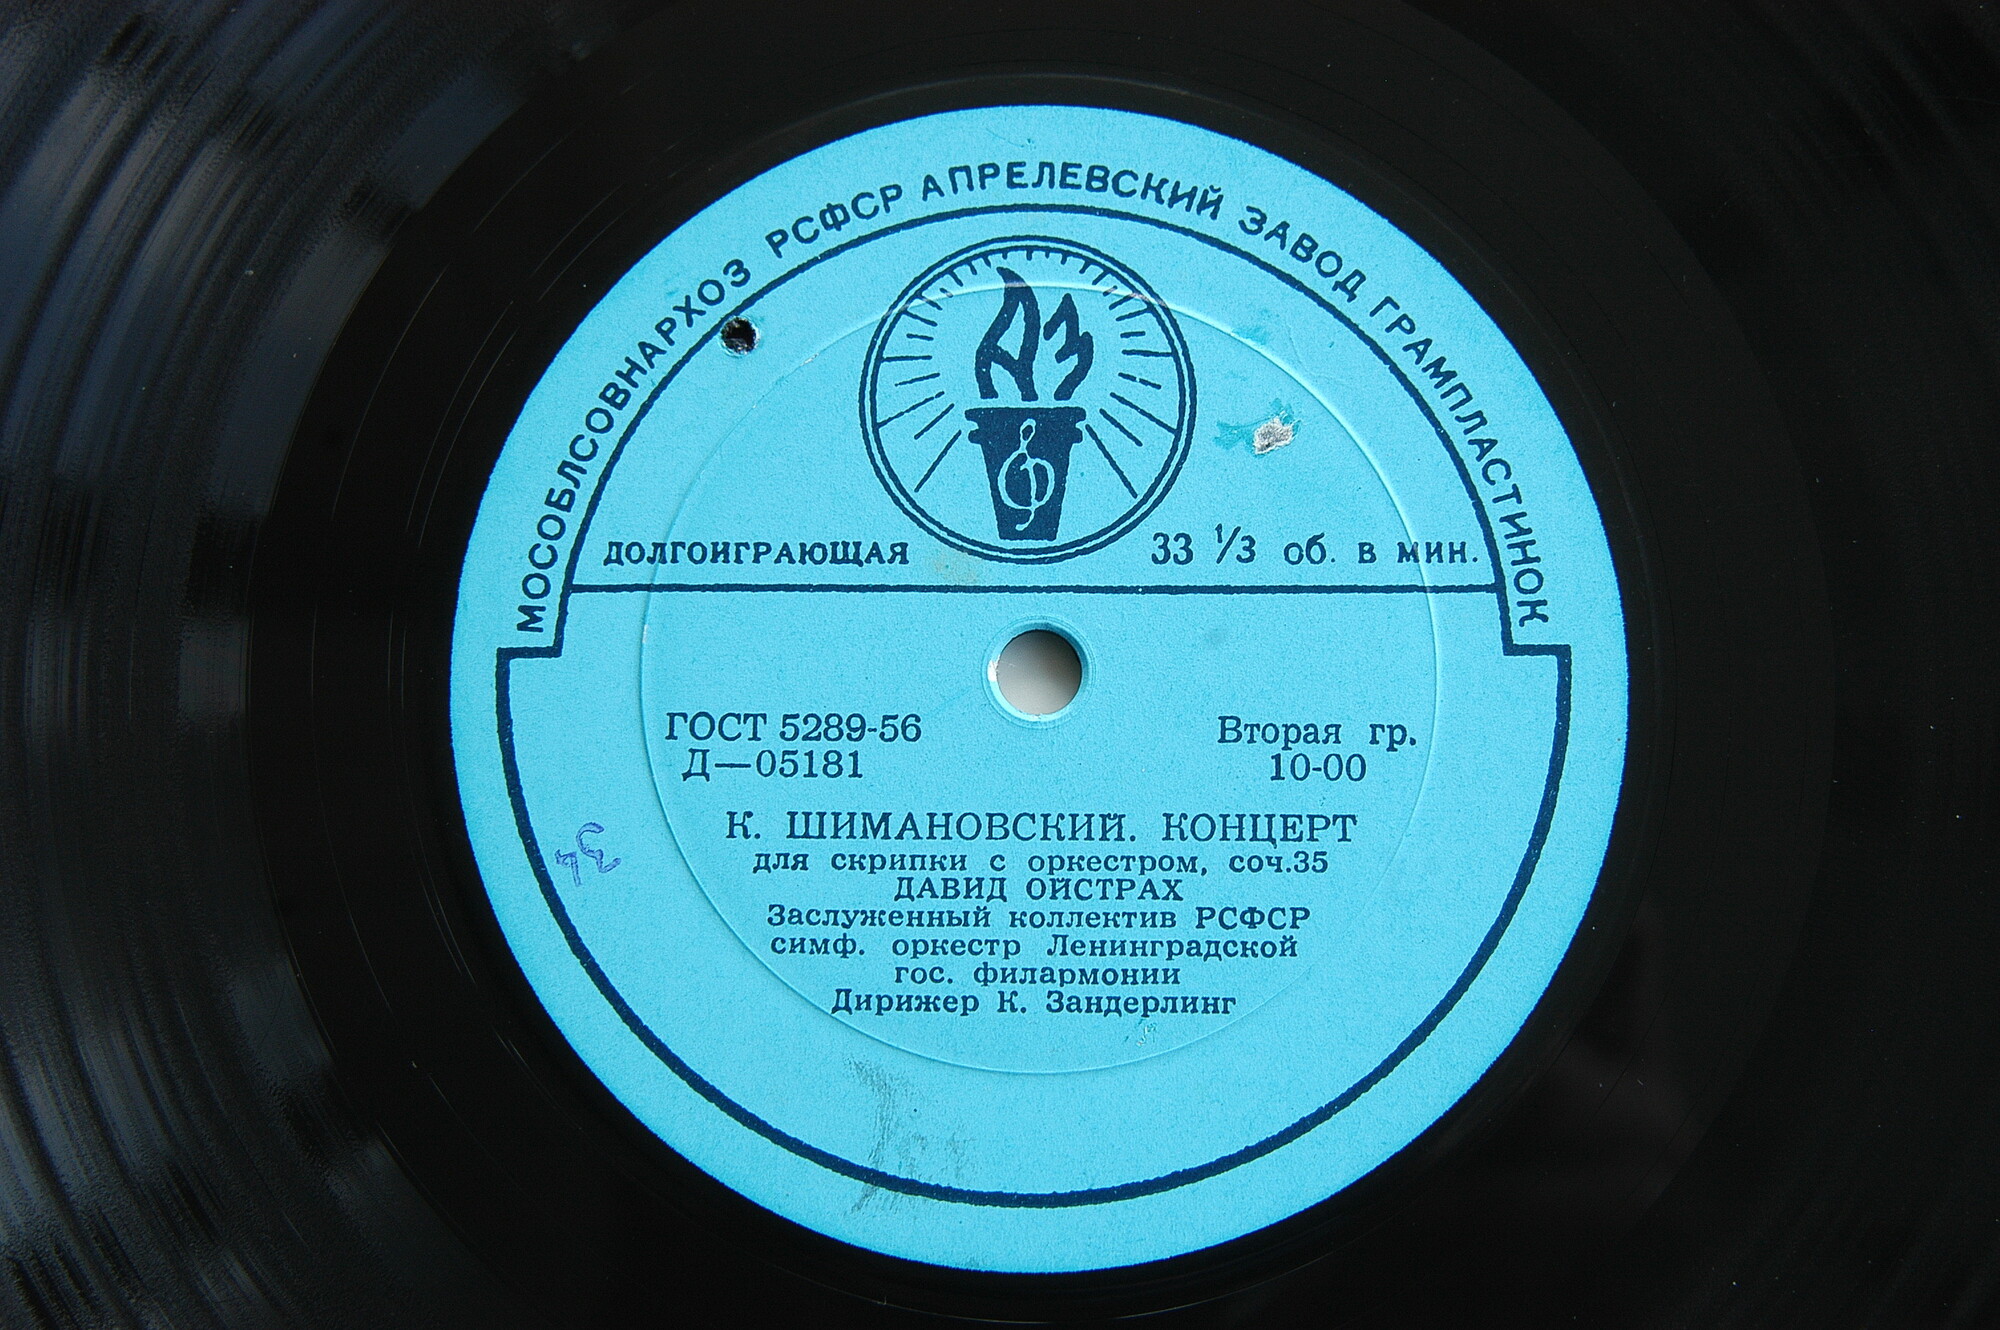 МОСОБЛСОВНАРХОЗ РСФСР АПРЕЛЕВСКИЙ ЗАВОД ГРАМПЛАСТИНОК
АЗ
ДОЛГОИГРАЮЩАЯ 33 1/3 об. в мин.
ГОСТ 5289-56 Вторая гр.
Д—05181 10-00
К. ШИМАНОВСКИЙ. КОНЦЕРТ
для скрипки с оркестром, соч.35
ДАВИД ОЙСТРАХ
Заслуженный коллектив РСФСР
симф. оркестр Ленинградской
гос. филармонии
Дирижер К. Зандерлинг
34